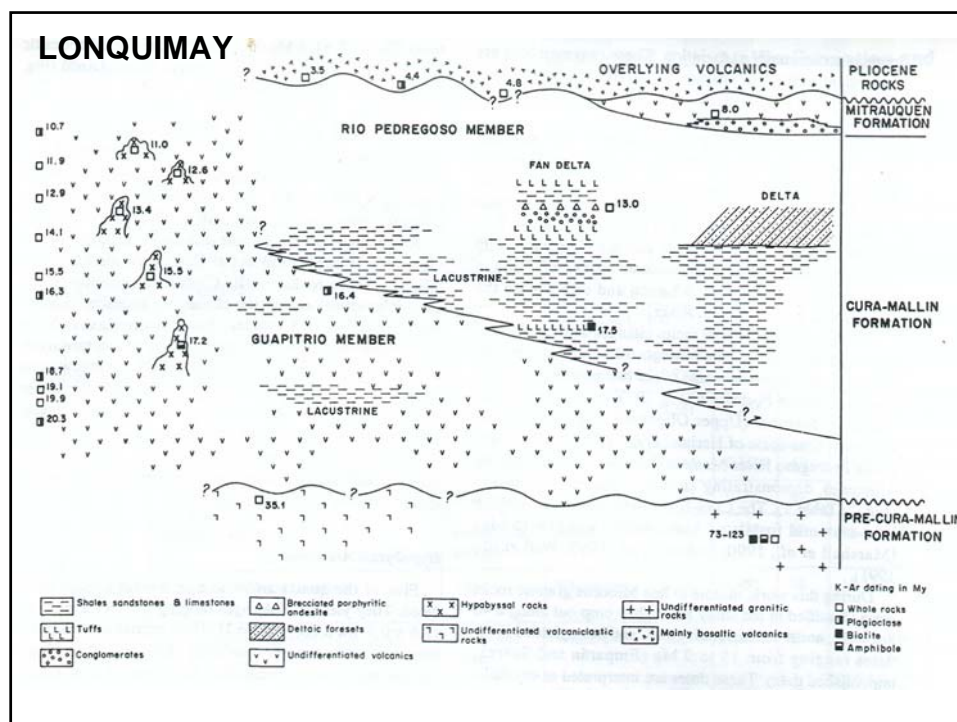 LONQUIMAY
OVERLYING VOLCANICS
PLIOCENE
ROCKS
3.5
4.4
4.8
8.0
MITRAUQUEN
FORMATION
RIO PEDREGOSO MEMBER
10.7
11.0
11.9
12.6
12.9
13.4
14.1
15.5
15.5
16.3
17.2
18.7
19.1
19.9
20.3
FAN DELTA
13.0
DELTA
LACUSTRINE
16.4
17.5
CURA-MALLIN
FORMATION
GUAPITRIO MEMBER
LACUSTRINE
? ? ? ? ? ? ? ? ? ?
35.1
PRE-CURA-MALLIN
FORMATION
73-123
Shales sandstones & limestones
Tuffs
Conglomerates
Brecciated porphyritic
andesite
Deltaic foresets
Undifferentiated volcanics
Hypabyssal rocks
Undifferentiated volcaniclastic
rocks
Undifferentiated granitic
rocks
Mainly basaltic volcanics
K-Ar dating in My
Whole rocks
Plagioclase
Biotite
Amphibole